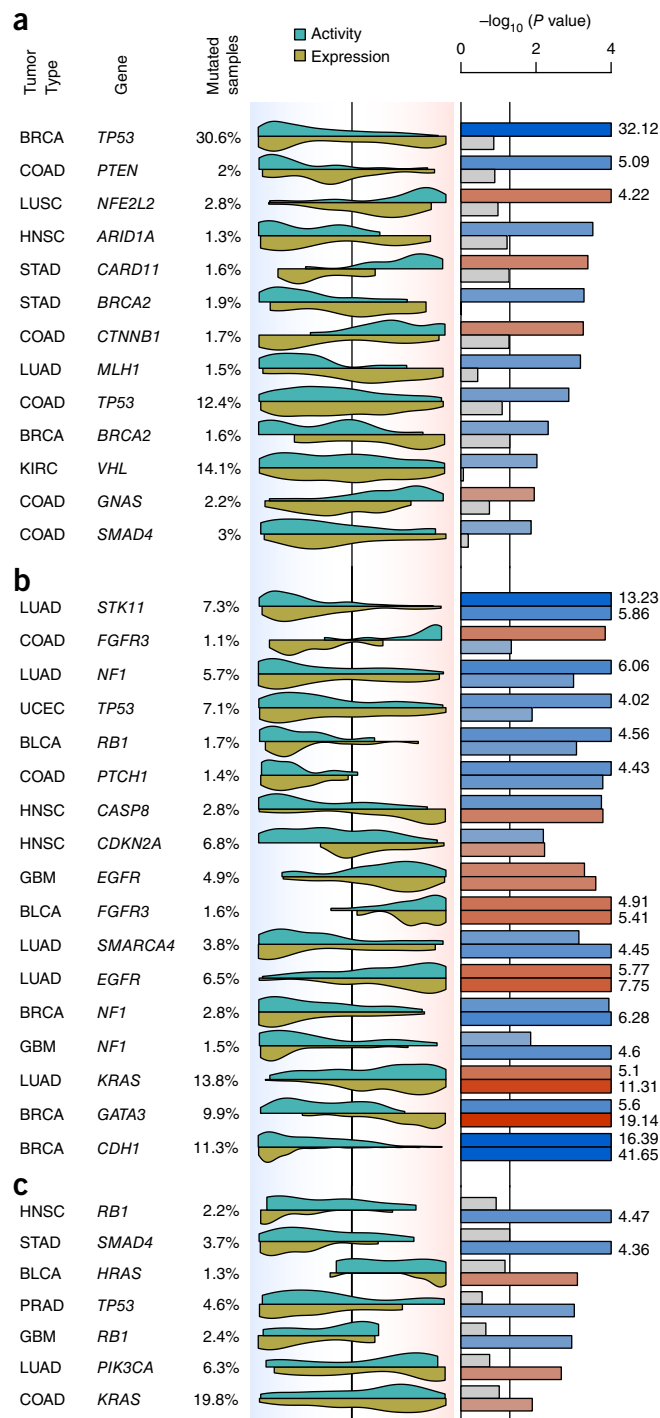 a
Tumor Type Gene Mutated samples
Activity
Expression
–log10 (P value)
0 2 4
BRCA TP53 30.6% 32.12
COAD PTEN 2% 5.09
LUSC NFE2L2 2.8% 4.22
HNSC ARID1A 1.3%
STAD CARD11 1.6%
STAD BRCA2 1.9%
COAD CTNNB1 1.7%
LUAD MLH1 1.5%
COAD TP53 12.4%
BRCA BRCA2 1.6%
KIRC VHL 14.1%
COAD GNAS 2.2%
COAD SMAD4 3%
b
LUAD STK11 7.3% 13.23
5.86
COAD FGFR3 1.1%
LUAD NF1 5.7% 6.06
UCEC TP53 7.1% 4.02
BLCA RB1 1.7% 4.56
COAD PTCH1 1.4% 4.43
HNSC CASP8 2.8%
HNSC CDKN2A 6.8%
GBM EGFR 4.9%
BLCA FGFR3 1.6% 4.91
5.41
LUAD SMARCA4 3.8% 4.45
LUAD EGFR 6.5% 5.77
7.75
BRCA NF1 2.8% 6.28
GBM NF1 1.5% 4.6
LUAD KRAS 13.8% 5.1
11.31
BRCA GATA3 9.9% 5.6
19.14
BRCA CDH1 11.3% 16.39
41.65
c
HNSC RB1 2.2% 4.47
STAD SMAD4 3.7% 4.36
BLCA HRAS 1.3%
PRAD TP53 4.6%
GBM RB1 2.4%
LUAD PIK3CA 6.3%
COAD KRAS 19.8%